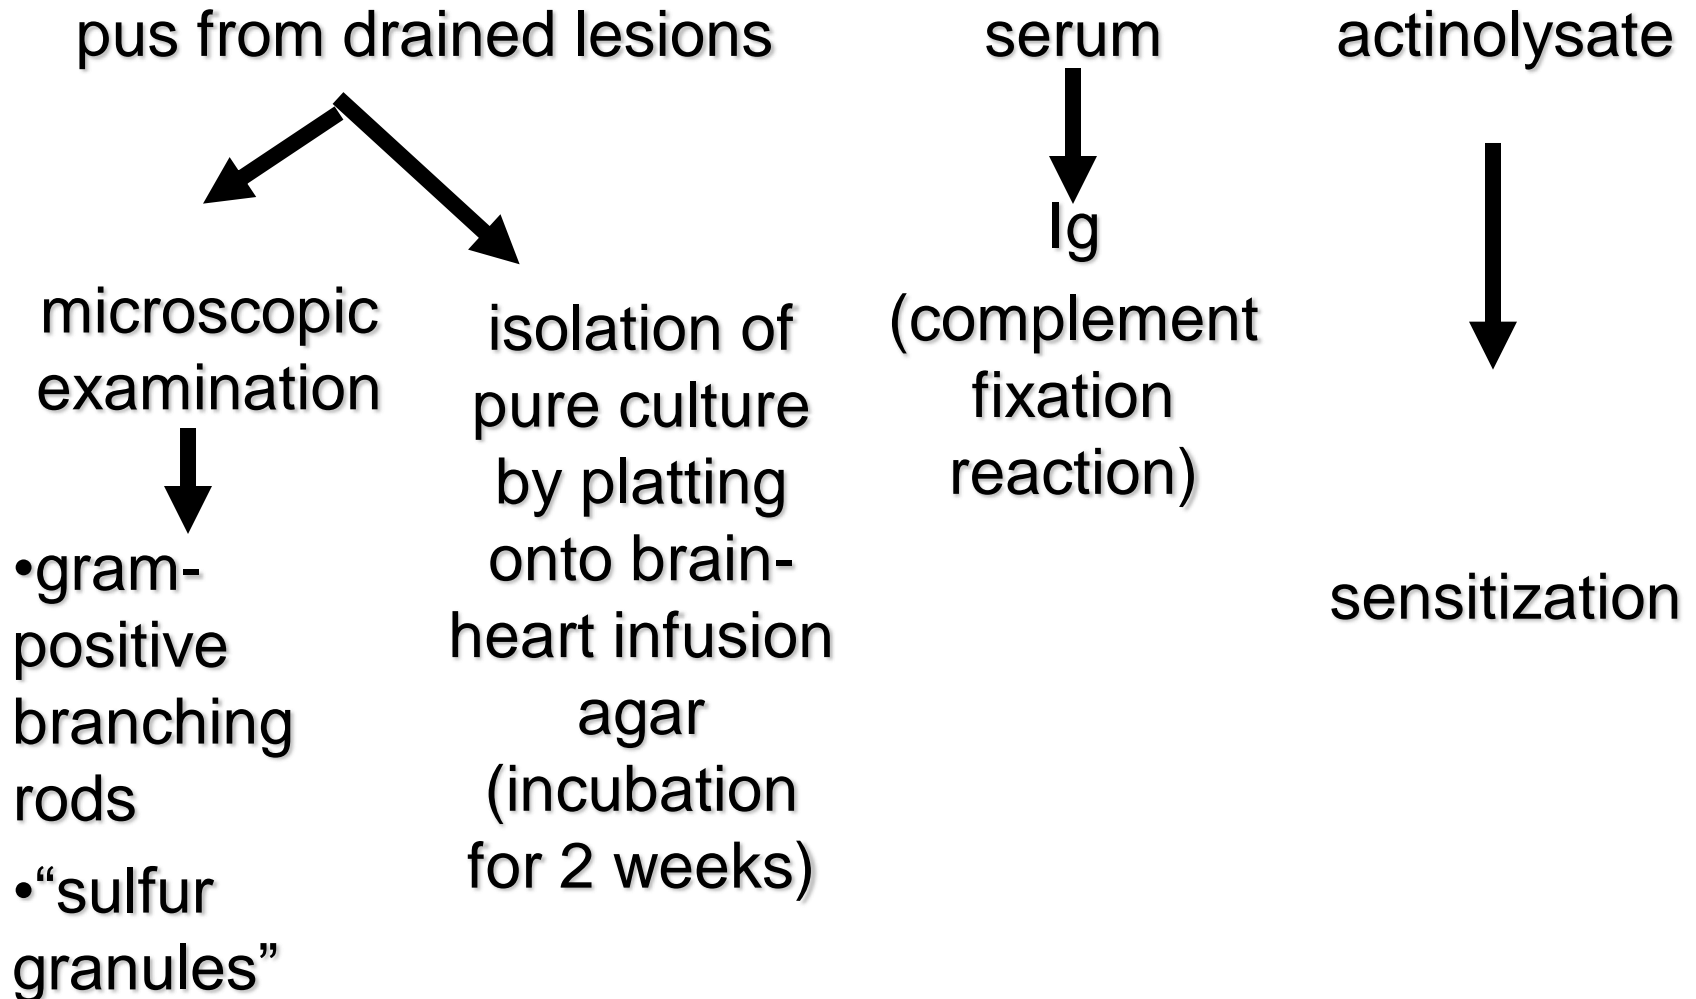 pus from drained lesions
serum
actinolysate
microscopic
examination
•gram-
positive
branching
rods
•“sulfur
granules”
isolation of
pure culture
by platting
onto brain-
heart infusion
agar
(incubation
for 2 weeks)
Ig
(complement
fixation
reaction)
sensitization